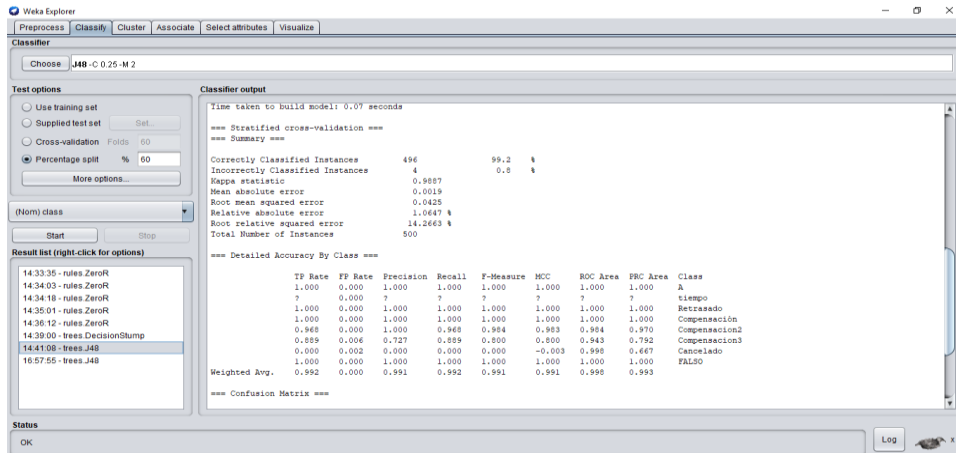 Weka Explorer
Preprocess Classify Cluster Associate Select attributes Visualize
Classifier
Choose J48 -C 0.25 -M 2
Test options
Use training set
Supplied test set Set...
Cross-validation Folds 60
Percentage split % 60
More options...
(Nom) class
Start Stop
Result list (right-click for options)
14:33:35 - rules.ZeroR
14:34:03 - rules.ZeroR
14:34:18 - rules.ZeroR
14:35:01 - rules.ZeroR
14:36:12 - rules.ZeroR
14:39:00 - trees.DecisionStump
14:41:08 - trees.J48
16:57:55 - trees.J48
Classifier output
Time taken to build model: 0.07 seconds
=== Stratified cross-validation ===
=== Summary ===
Correctly Classified Instances 496 99.2 %
Incorrectly Classified Instances 4 0.8 %
Kappa statistic 0.9887
Mean absolute error 0.0019
Root mean squared error 0.0425
Relative absolute error 1.0647 %
Root relative squared error 14.2663 %
Total Number of Instances 500
=== Detailed Accuracy By Class ===
TP Rate FP Rate Precision Recall F-Measure MCC ROC Area PRC Area Class
1.000 0.000 1.000 1.000 1.000 1.000 1.000 1.000 A
? 0.000 ? ? ? ? ? ? tiempo
1.000 0.000 1.000 1.000 1.000 1.000 1.000 1.000 Retrasado
1.000 0.000 1.000 1.000 1.000 1.000 1.000 1.000 Compensación
0.968 0.000 1.000 0.968 0.984 0.983 0.984 0.970 Compensacion2
0.889 0.006 0.727 0.889 0.800 0.800 0.943 0.792 Compensacion3
0.000 0.002 0.000 0.000 0.000 -0.003 0.998 0.667 Cancelado
1.000 0.000 1.000 1.000 1.000 1.000 1.000 1.000 FALSO
Weighted Avg. 0.992 0.000 0.991 0.992 0.991 0.991 0.998 0.993
=== Confusion Matrix ===
Status
OK
Log
x